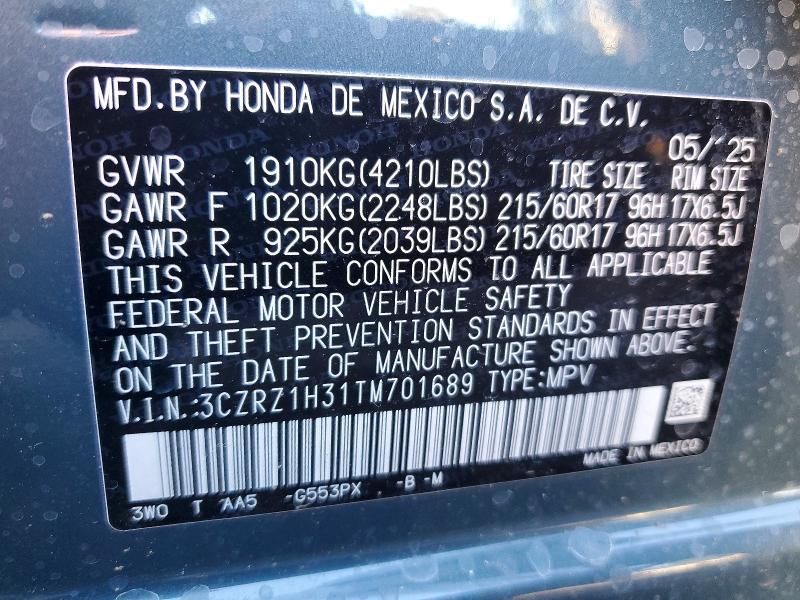 MFD. BY HONDA DE MEXICO S.A. DE C.V.
05/ 25
GVWR 1910KG(4210LBS) TIRE SIZE RIM SIZE
GAWR F 1020KG(2248LBS) 215/60R17 96H 17X6.5J
GAWR R 925KG(2039LBS) 215/60R17 96H 17X6.5J
THIS VEHICLE CONFORMS TO ALL APPLICABLE
FEDERAL MOTOR VEHICLE SAFETY
AND THEFT PREVENTION STANDARDS IN EFFECT
ON THE DATE OF MANUFACTURE SHOWN ABOVE.
V.I.N.:3CZRZ1H31TM701689 TYPE:MPV
MADE IN MEXICO
3WO T AA5 -G553PX -B -M